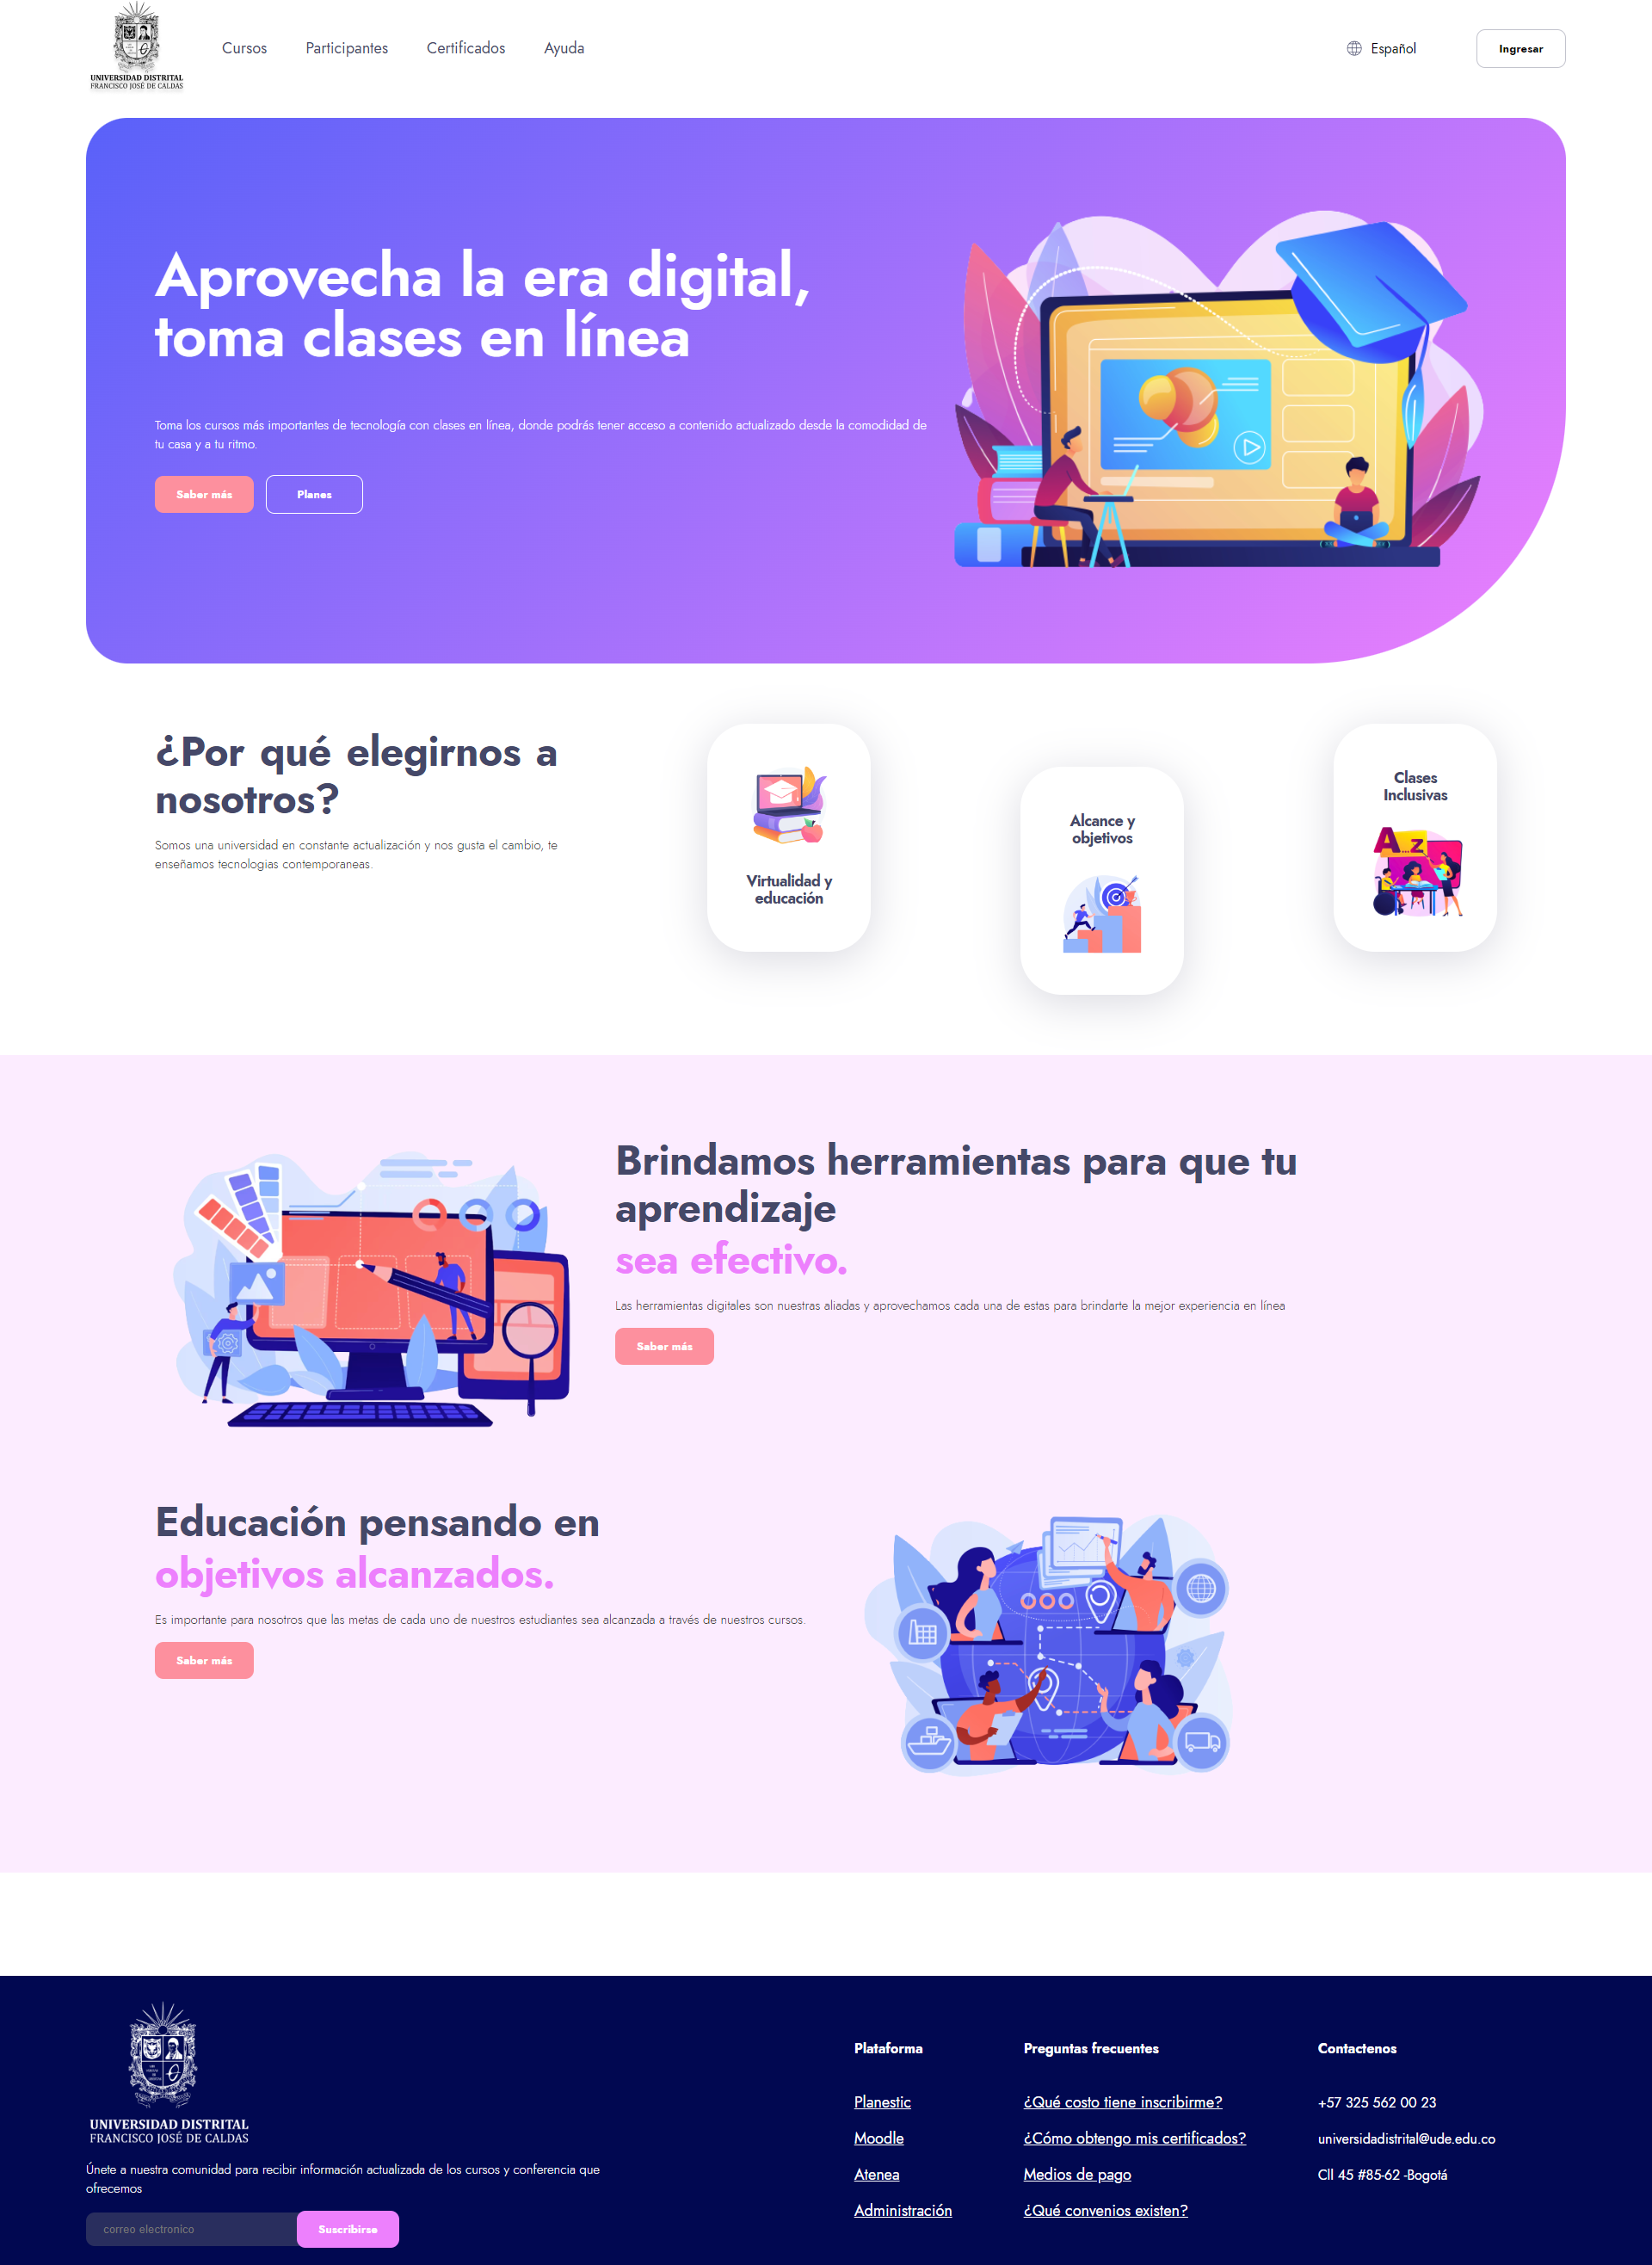 UNIVERSIDAD DISTRITAL
FRANCISCO JOSÉ DE CALDAS
Cursos
Participantes
Certificados
Ayuda
Español
Ingresar
Aprovecha la era digital,
toma clases en línea
Toma los cursos más importantes de tecnología con clases en línea, donde podrás tener acceso a contenido actualizado desde la comodidad de
tu casa y a tu ritmo.
Saber más
Planes
¿Por qué elegirnos a
nosotros?
Somos una universidad en constante actualización y nos gusta el cambio, te
enseñamos tecnologías contemporaneas.
Virtualidad y
educación
Alcance y
objetivos
Clases
Inclusivas
A...Z
Brindamos herramientas para que tu
aprendizaje
sea efectivo.
Las herramientas digitales son nuestras aliadas y aprovechamos cada una de estas para brindarte la mejor experiencia en línea
Saber más
Educación pensando en
objetivos alcanzados.
Es importante para nosotros que las metas de cada uno de nuestros estudiantes sea alcanzada a través de nuestros cursos.
Saber más
UNIVERSIDAD DISTRITAL
FRANCISCO JOSÉ DE CALDAS
Únete a nuestra comunidad para recibir información actualizada de los cursos y conferencia que
ofrecemos
correo electronico
Suscribirse
Plataforma
Planestic
Moodle
Atenea
Administración
Preguntas frecuentes
¿Qué costo tiene inscribirme?
¿Cómo obtengo mis certificados?
Medios de pago
¿Qué convenios existen?
Contactenos
+57 325 562 00 23
universidadistrital@ude.edu.co
Cll 45 #85-62 -Bogotá